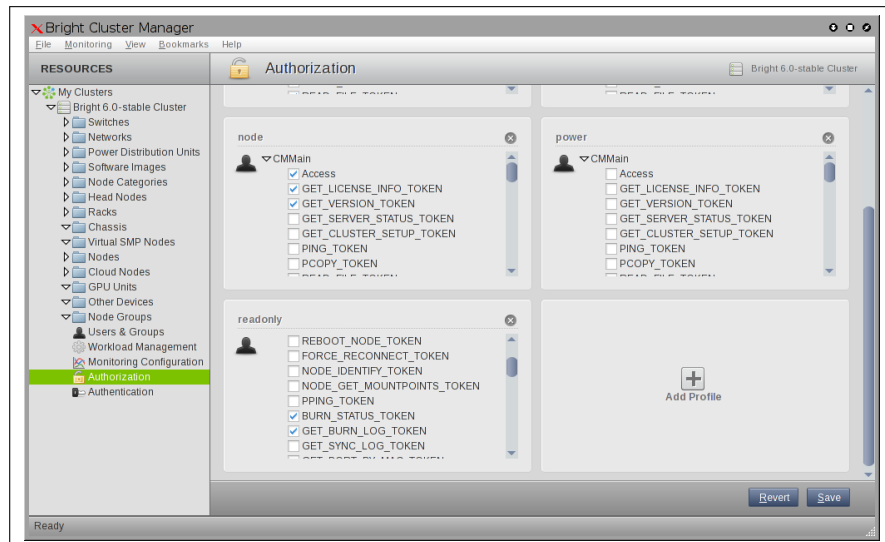 Bright Cluster Manager
File Monitoring View Bookmarks Help
RESOURCES
My Clusters
Bright 6.0-stable Cluster
Switches
Networks
Power Distribution Units
Software Images
Node Categories
Head Nodes
Racks
Chassis
Virtual SMP Nodes
Nodes
Cloud Nodes
GPU Units
Other Devices
Node Groups
Users & Groups
Workload Management
Monitoring Configuration
Authorization
Authentication
Authorization
Bright 6.0-stable Cluster
node
CMMain
Access
GET_LICENSE_INFO_TOKEN
GET_VERSION_TOKEN
GET_SERVER_STATUS_TOKEN
GET_CLUSTER_SETUP_TOKEN
PING_TOKEN
PCOPY_TOKEN
power
CMMain
Access
GET_LICENSE_INFO_TOKEN
GET_VERSION_TOKEN
GET_SERVER_STATUS_TOKEN
GET_CLUSTER_SETUP_TOKEN
PING_TOKEN
PCOPY_TOKEN
readonly
REBOOT_NODE_TOKEN
FORCE_RECONNECT_TOKEN
NODE_IDENTIFY_TOKEN
NODE_GET_MOUNTPOINTS_TOKEN
PPING_TOKEN
BURN_STATUS_TOKEN
GET_BURN_LOG_TOKEN
GET_SYNC_LOG_TOKEN
Add Profile
Revert Save
Ready